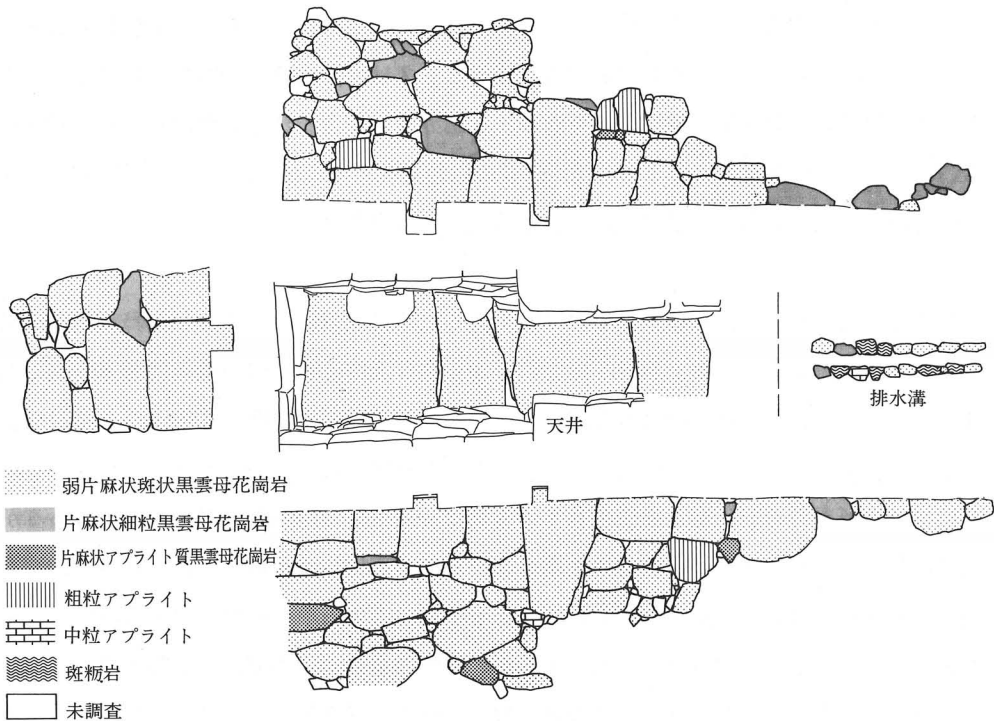 天井
排水溝
弱片麻状斑状黒雲母花崗岩
片麻状細粒黒雲母花崗岩
片麻状アプライト質黒雲母花崗岩
粗粒アプライト
中粒アプライト
斑粝岩
未調査